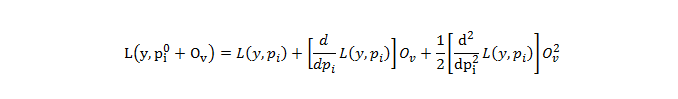 L(y, p_i^0 + O_v) = L(y, p_i) + [d/dp_i L(y, p_i)] O_v + 1/2 [d²/dp_i² L(y, p_i)] O_v²